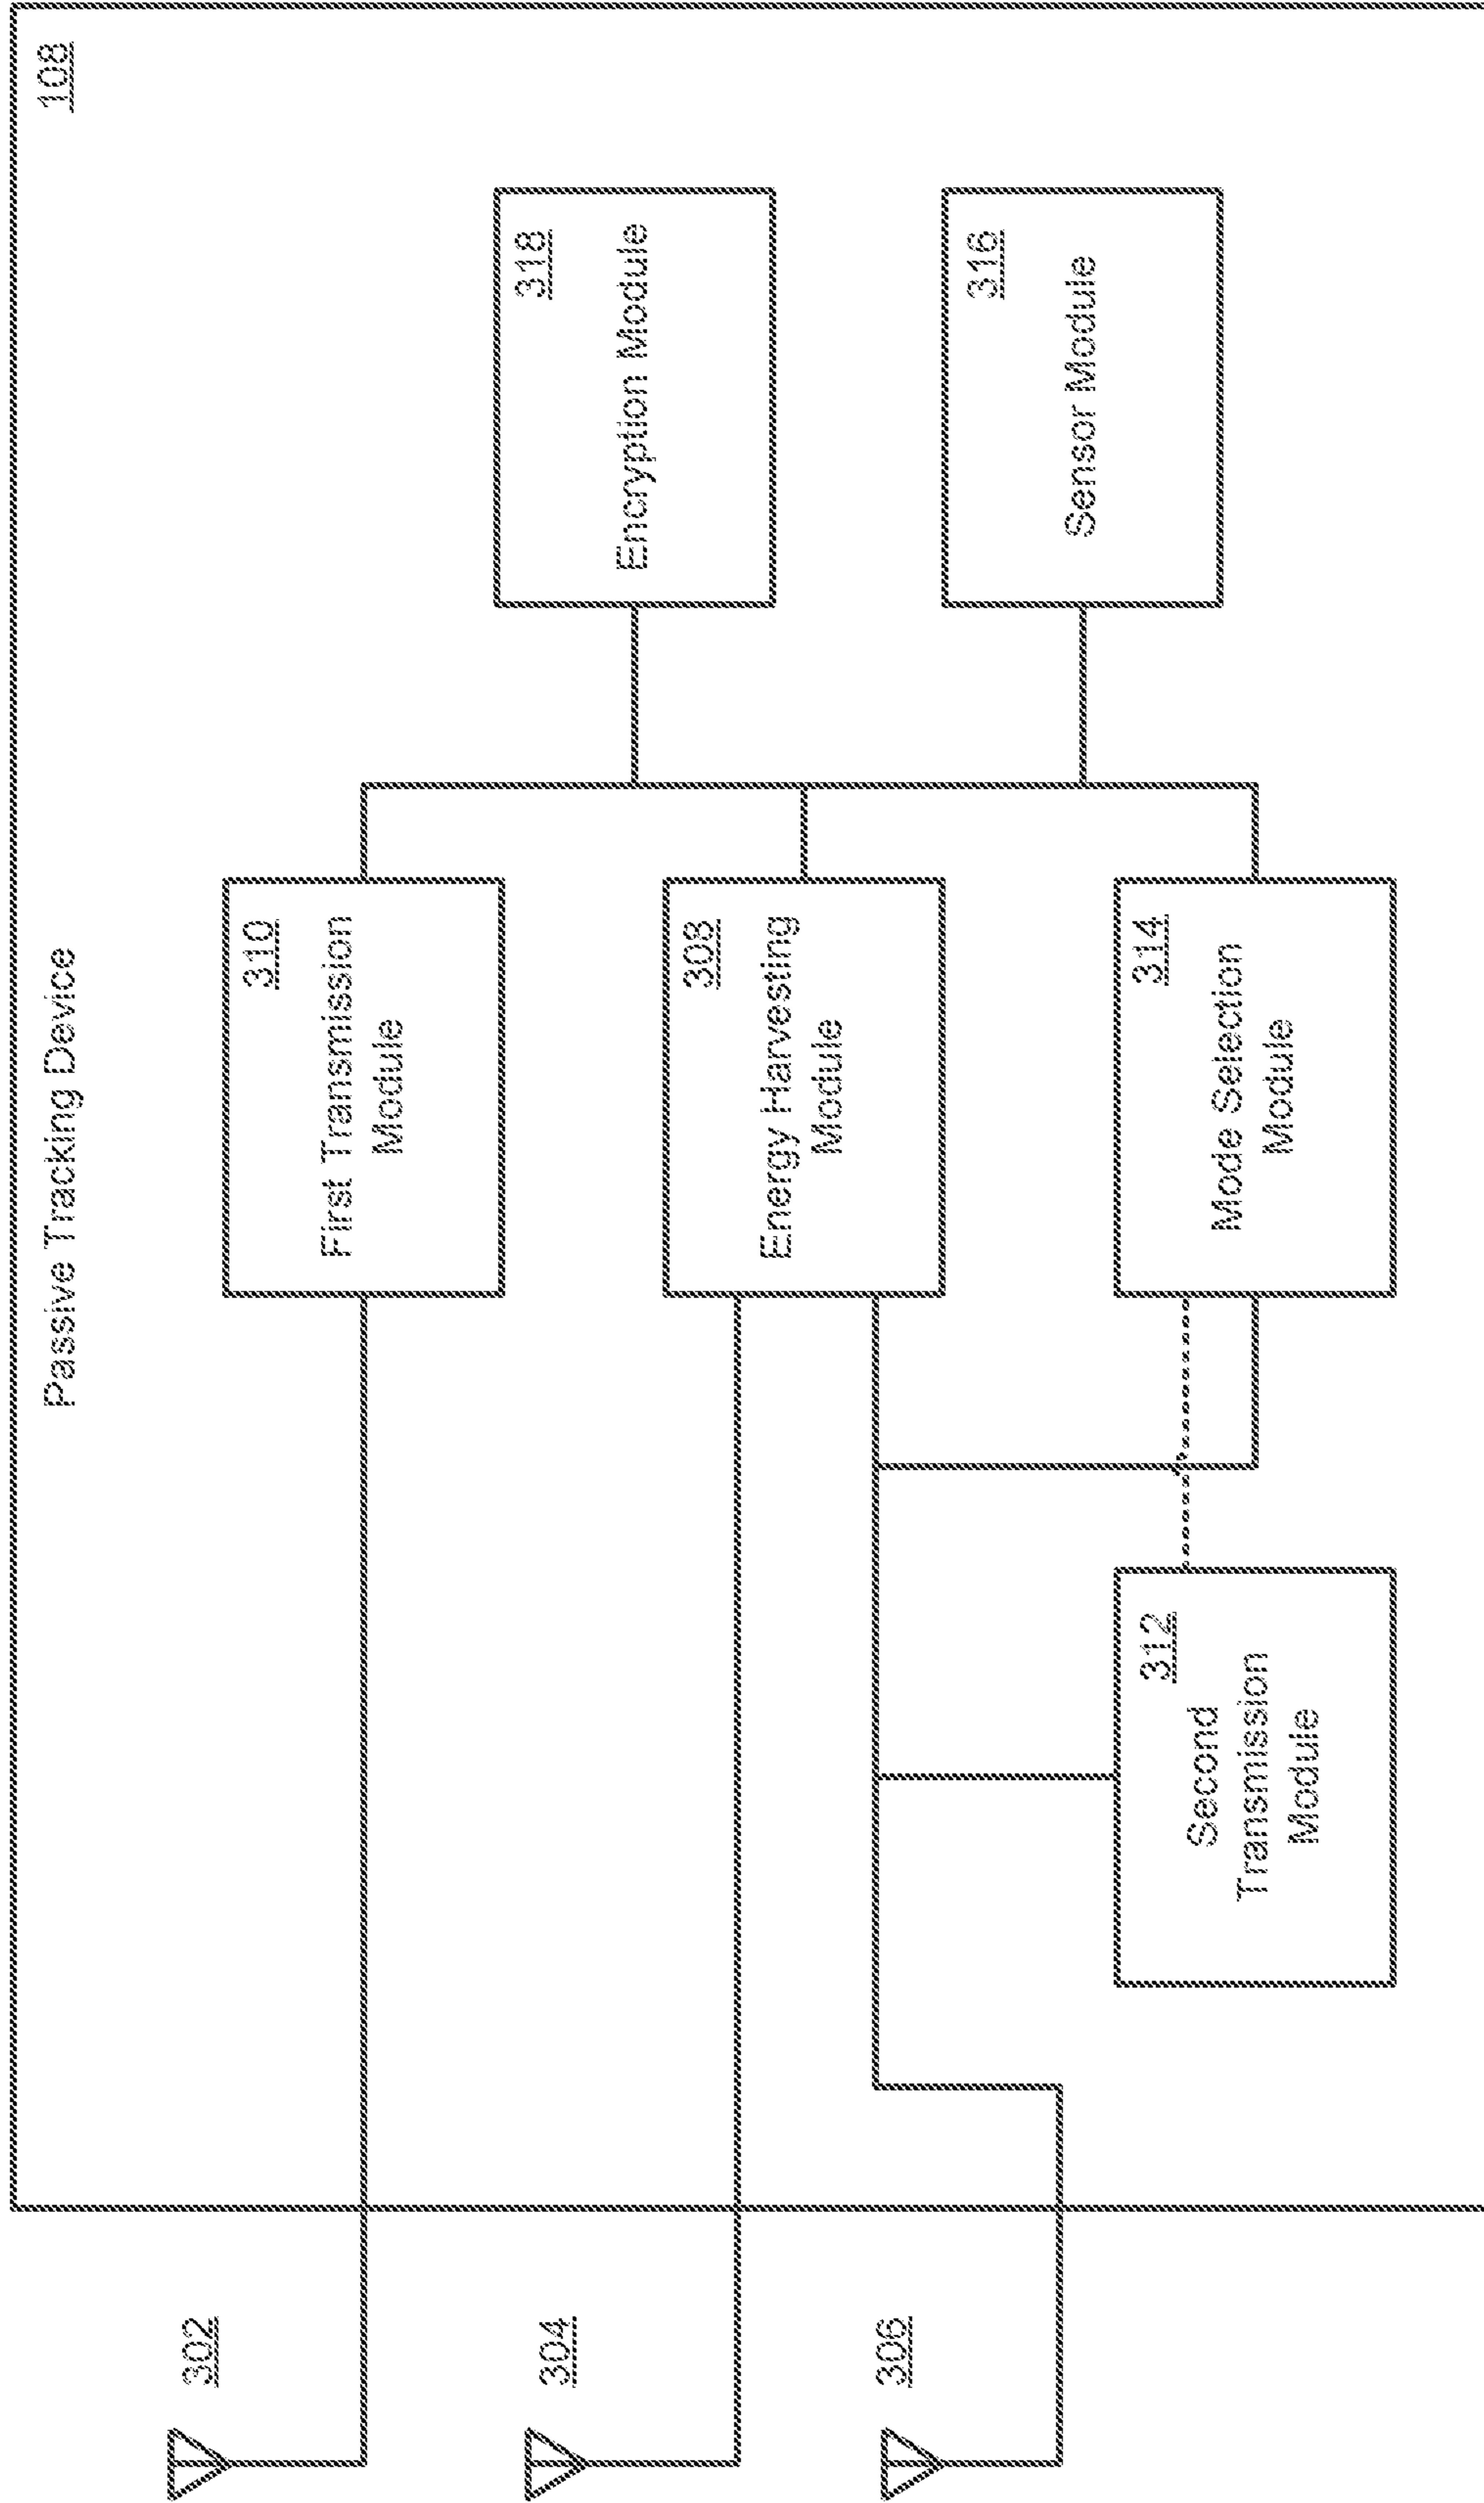 Passive Tracking Device
108
302
310
First Transmission
Module
318
Encryption Module
304
308
Energy Harvesting
Module
306
312
Second
Transmission
Module
314
Mode Selection
Module
316
Sensor Module